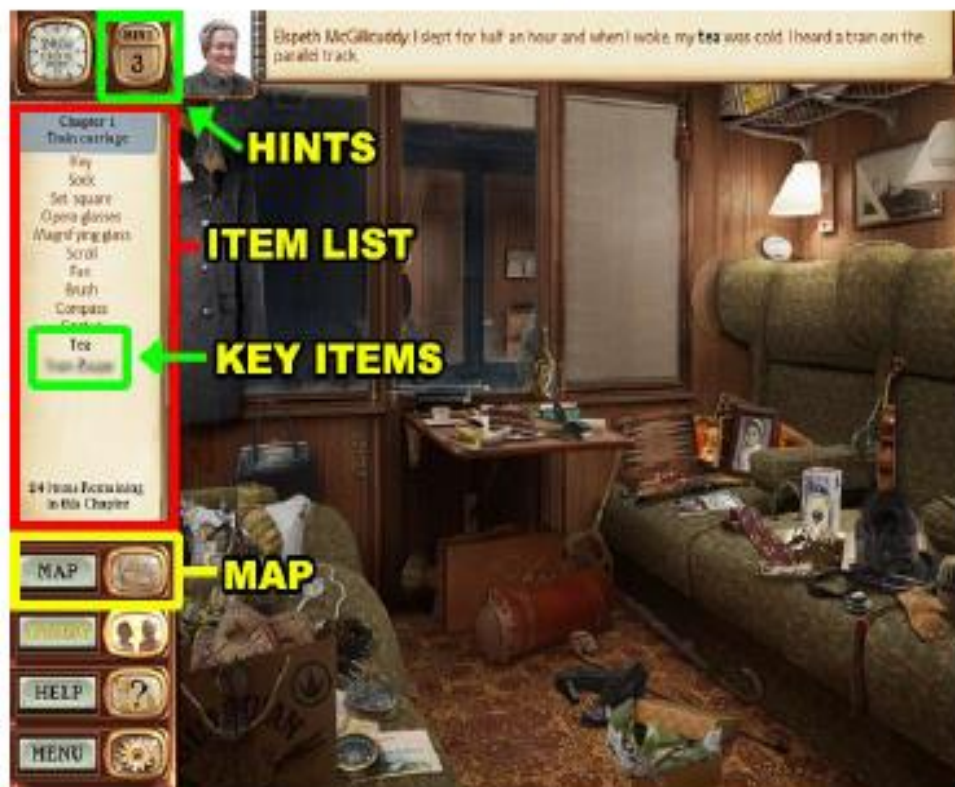 HINT
3
Elspeth McGillicuddy: I slept for half an hour and when I woke, my tea was cold. I heard a train on the
parallel track.
HINTS
Chapter 1
Train carriage
Key
Sock
Set square
Opera glasses
Magnifying glass
Scroll
Fan
Brush
Compass
Tea
ITEM LIST
KEY ITEMS
24 Items Remaining
in this Chapter
MAP
MAP
HELP
?
MENU